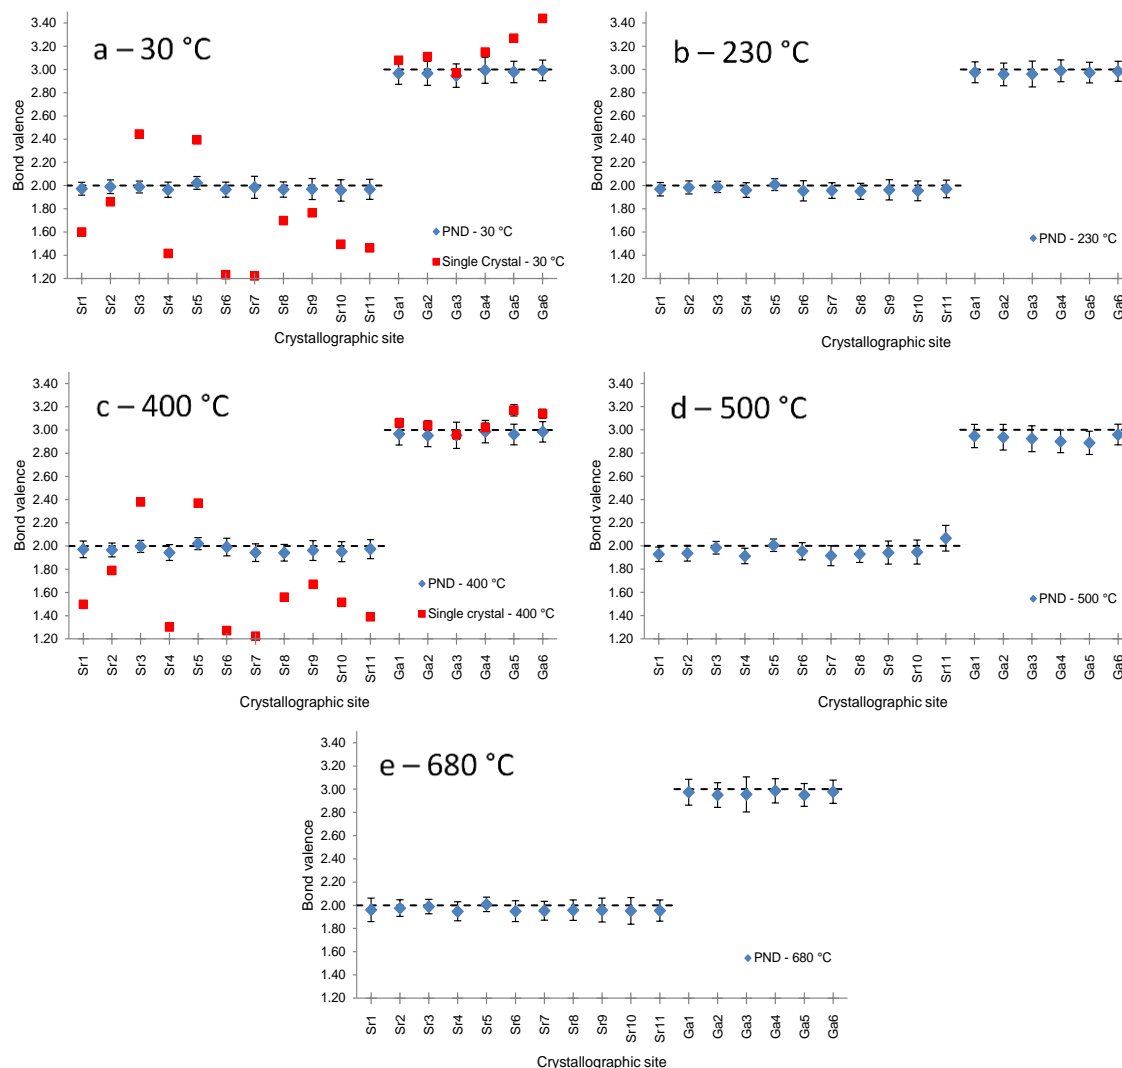 a – 30 °C
Bond valence
3.40
3.20
3.00
2.80
2.60
2.40
2.20
2.00
1.80
1.60
1.40
1.20
PND - 30 °C
Single Crystal - 30 °C
Sr1 Sr2 Sr3 Sr4 Sr5 Sr6 Sr7 Sr8 Sr9 Sr10 Sr11 Ga1 Ga2 Ga3 Ga4 Ga5 Ga6
Crystallographic site
b – 230 °C
Bond valence
3.40
3.20
3.00
2.80
2.60
2.40
2.20
2.00
1.80
1.60
1.40
1.20
PND - 230 °C
Sr1 Sr2 Sr3 Sr4 Sr5 Sr6 Sr7 Sr8 Sr9 Sr10 Sr11 Ga1 Ga2 Ga3 Ga4 Ga5 Ga6
Crystallographic site
c – 400 °C
Bond valence
3.40
3.20
3.00
2.80
2.60
2.40
2.20
2.00
1.80
1.60
1.40
1.20
PND - 400 °C
Single crystal - 400 °C
Sr1 Sr2 Sr3 Sr4 Sr5 Sr6 Sr7 Sr8 Sr9 Sr10 Sr11 Ga1 Ga2 Ga3 Ga4 Ga5 Ga6
Crystallographic site
d – 500 °C
Bond valence
3.40
3.20
3.00
2.80
2.60
2.40
2.20
2.00
1.80
1.60
1.40
1.20
PND - 500 °C
Sr1 Sr2 Sr3 Sr4 Sr5 Sr6 Sr7 Sr8 Sr9 Sr10 Sr11 Ga1 Ga2 Ga3 Ga4 Ga5 Ga6
Crystallographic site
e – 680 °C
Bond valence
3.40
3.20
3.00
2.80
2.60
2.40
2.20
2.00
1.80
1.60
1.40
1.20
PND - 680 °C
Sr1 Sr2 Sr3 Sr4 Sr5 Sr6 Sr7 Sr8 Sr9 Sr10 Sr11 Ga1 Ga2 Ga3 Ga4 Ga5 Ga6
Crystallographic site